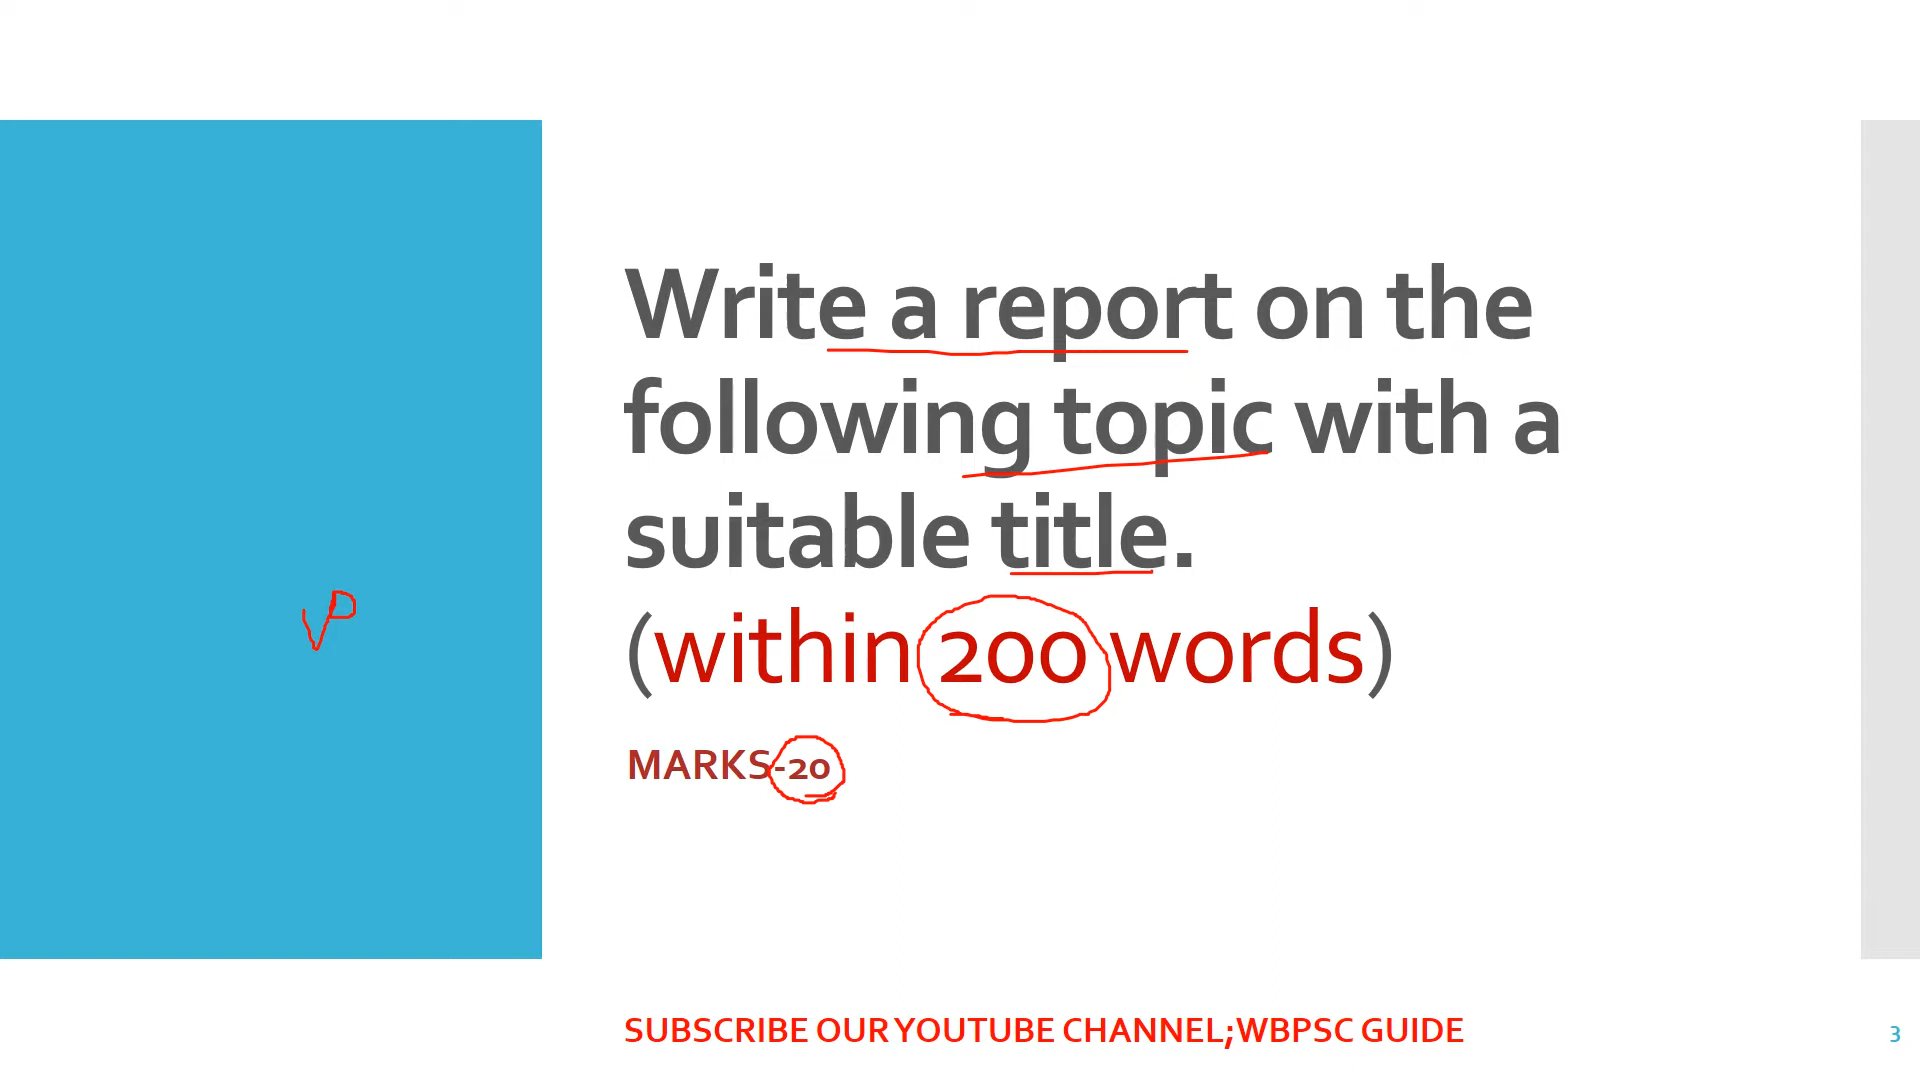 Write a report on the
following topic with a
suitable title.
(within 200 words)
MARKS-20
VP
SUBSCRIBE OUR YOUTUBE CHANNEL;WBPSC GUIDE
3